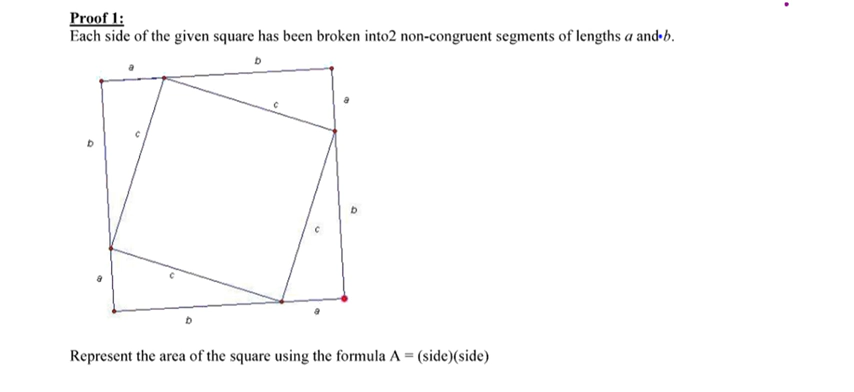 Proof 1:
Each side of the given square has been broken into2 non-congruent segments of lengths a and b.
a
b
c
a
c
b
b
c
a
c
a
b
Represent the area of the square using the formula A = (side)(side)